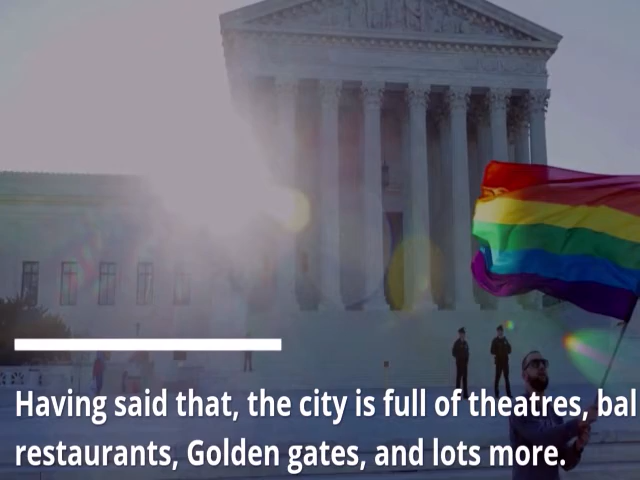 Having said that, the city is full of theatres, bal
restaurants, Golden gates, and lots more.